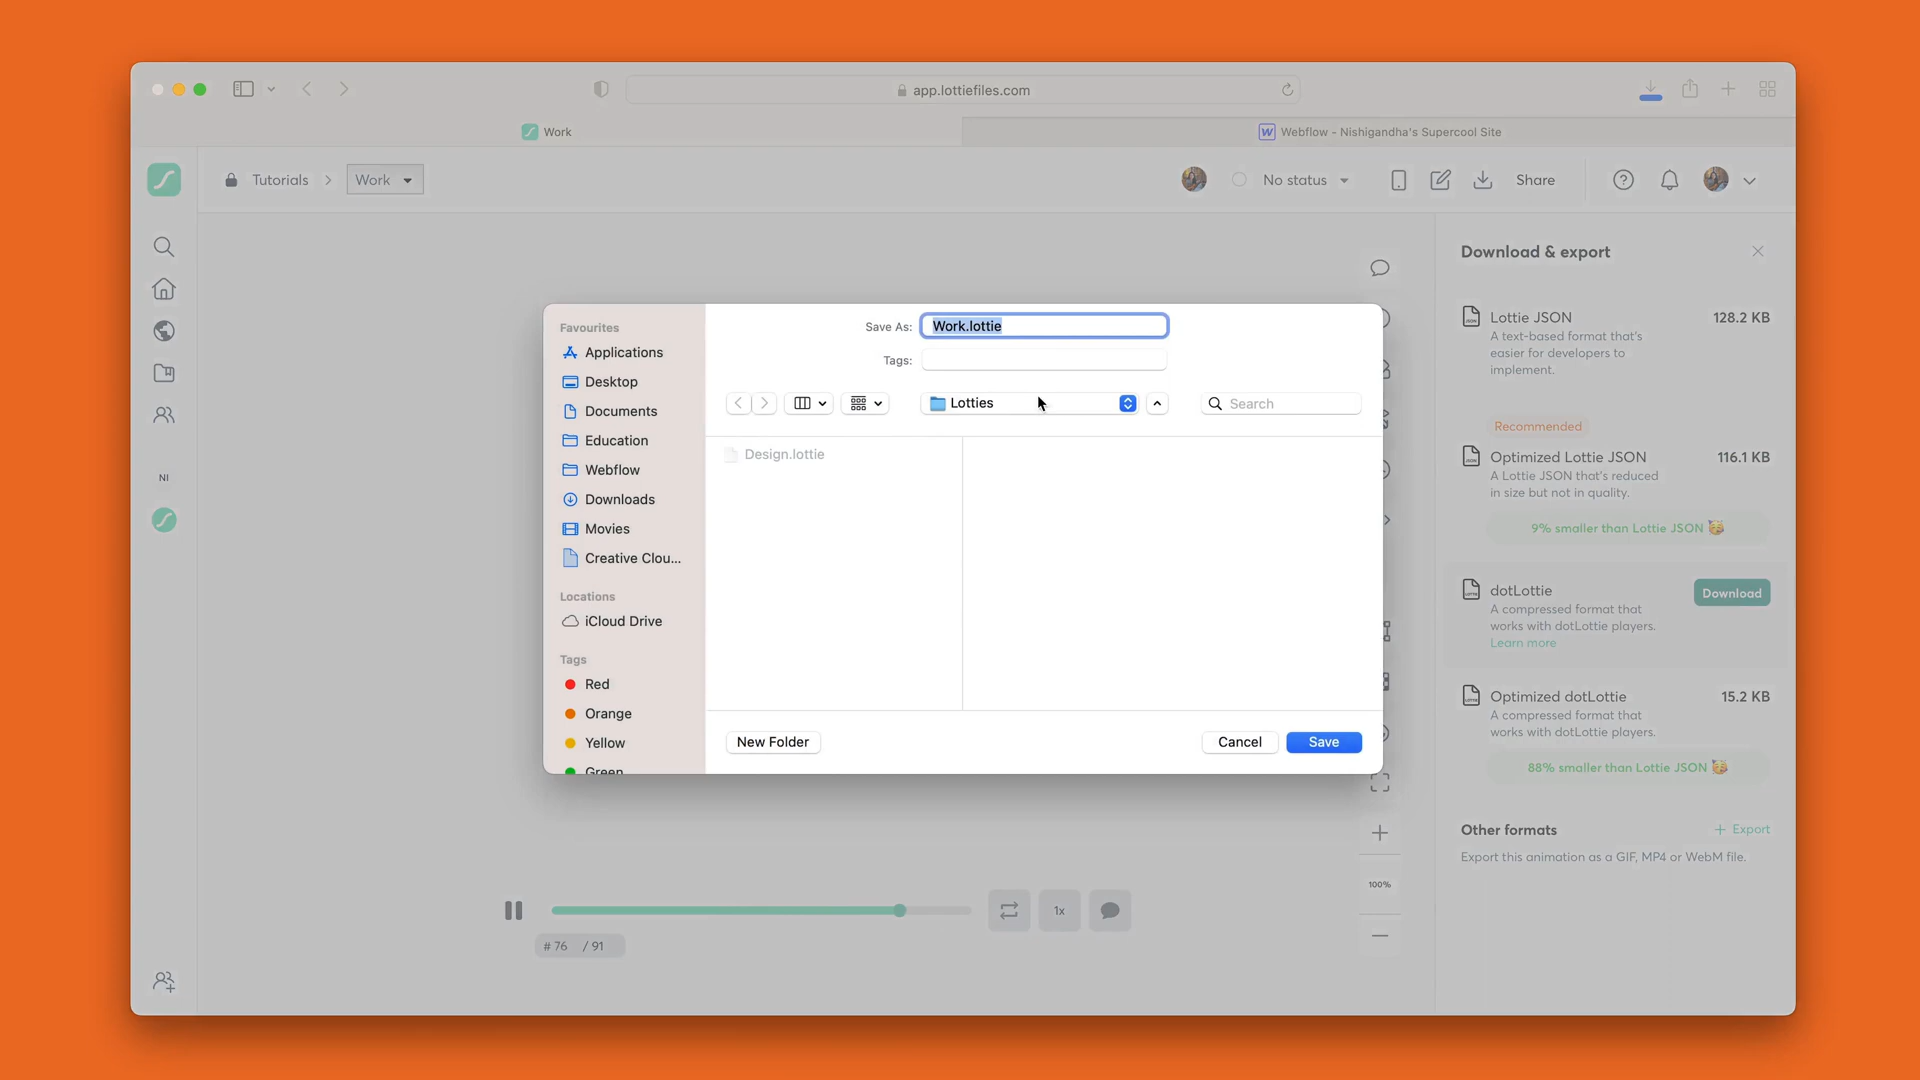 app.lottiefiles.com
Work
Webflow - Nishigandha's Supercool Site
Tutorials
Work
No status
Share
Download & export
Lottie JSON
128.2 KB
A text-based format that's
easier for developers to
implement.
Recommended
Optimized Lottie JSON
116.1 KB
A Lottie JSON that's reduced
in size but not in quality.
9% smaller than Lottie JSON 🥳
dotLottie
Download
A compressed format that
works with dotLottie players.
Learn more
Optimized dotLottie
15.2 KB
A compressed format that
works with dotLottie players.
88% smaller than Lottie JSON 🥳
Other formats
+ Export
Export this animation as a GIF, MP4 or WebM file.
NI
Favourites
Applications
Desktop
Documents
Education
Webflow
Downloads
Movies
Creative Clou...
Locations
iCloud Drive
Tags
Red
Orange
Yellow
Green
Save As:
Work.lottie
Tags:
Lotties
Search
Design.lottie
New Folder
Cancel
Save
100%
1x
# 76 / 91